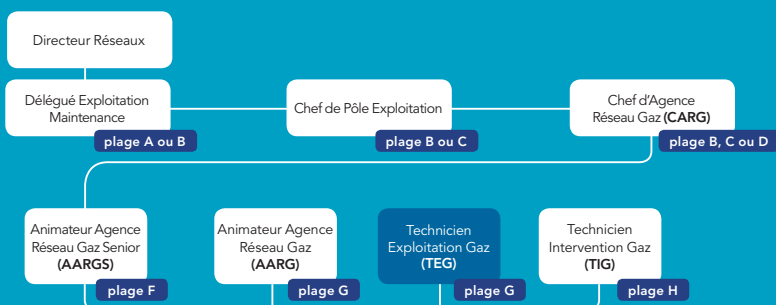 Directeur Réseaux
Délégué Exploitation
Maintenance
plage A ou B
Chef de Pôle Exploitation
plage B ou C
Chef d'Agence
Réseau Gaz (CARG)
plage B, C ou D
Animateur Agence
Réseau Gaz Senior
(AARGS)
plage F
Animateur Agence
Réseau Gaz
(AARG)
plage G
Technicien
Exploitation Gaz
(TEG)
plage G
Technicien
Intervention Gaz
(TIG)
plage H